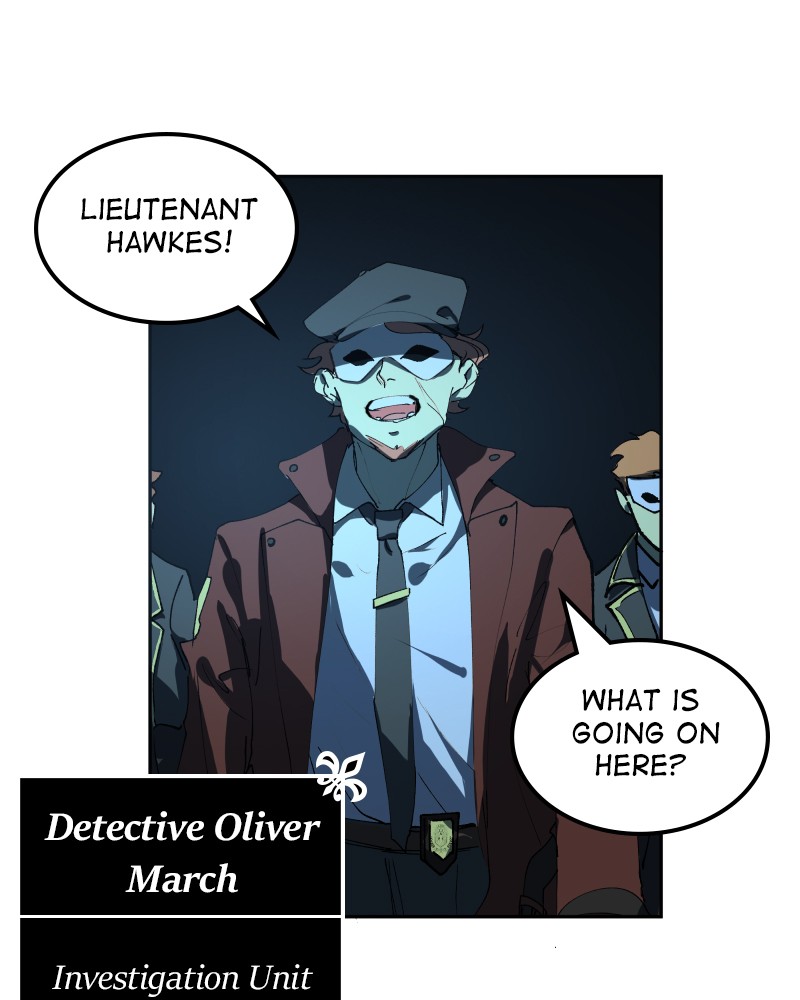 LIEUTENANT
HAWKES!
WHAT IS
GOING ON
HERE?
Detective Oliver
March
Investigation Unit